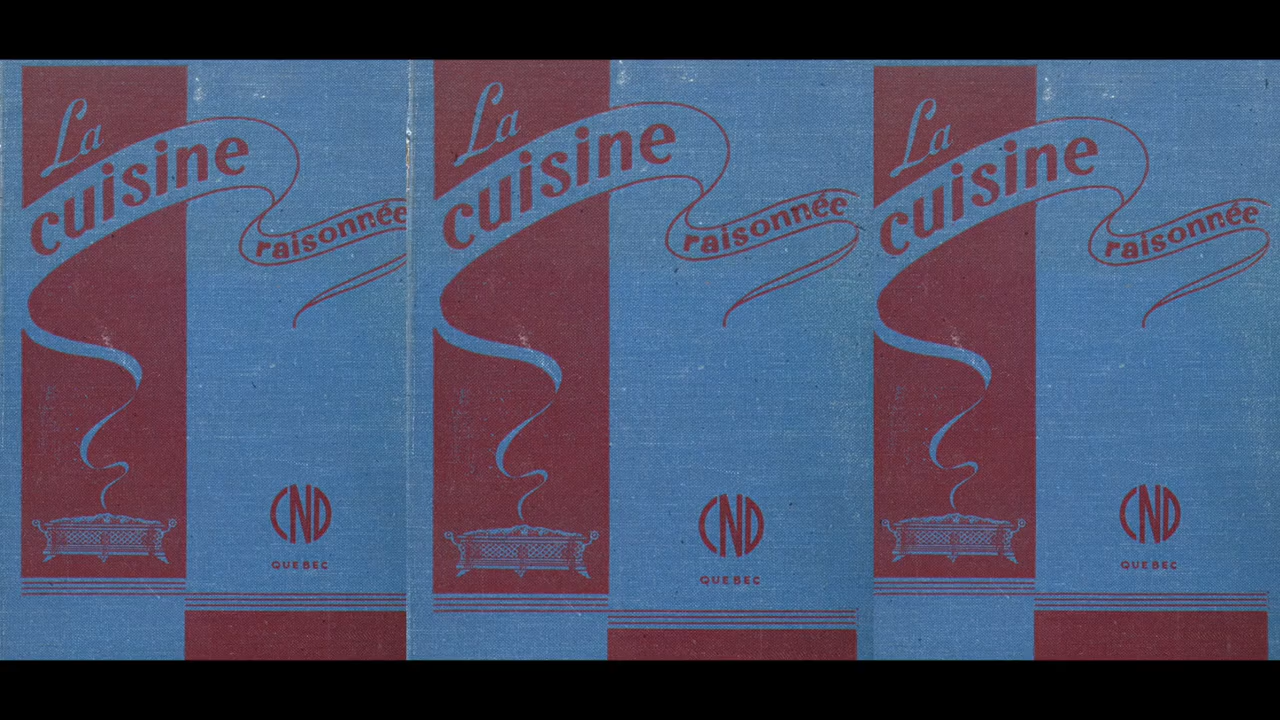 La
cuisine
raisonnée
CND
QUEBEC
La
cuisine
raisonnée
CND
QUEBEC
La
cuisine
raisonnée
CND
QUEBEC